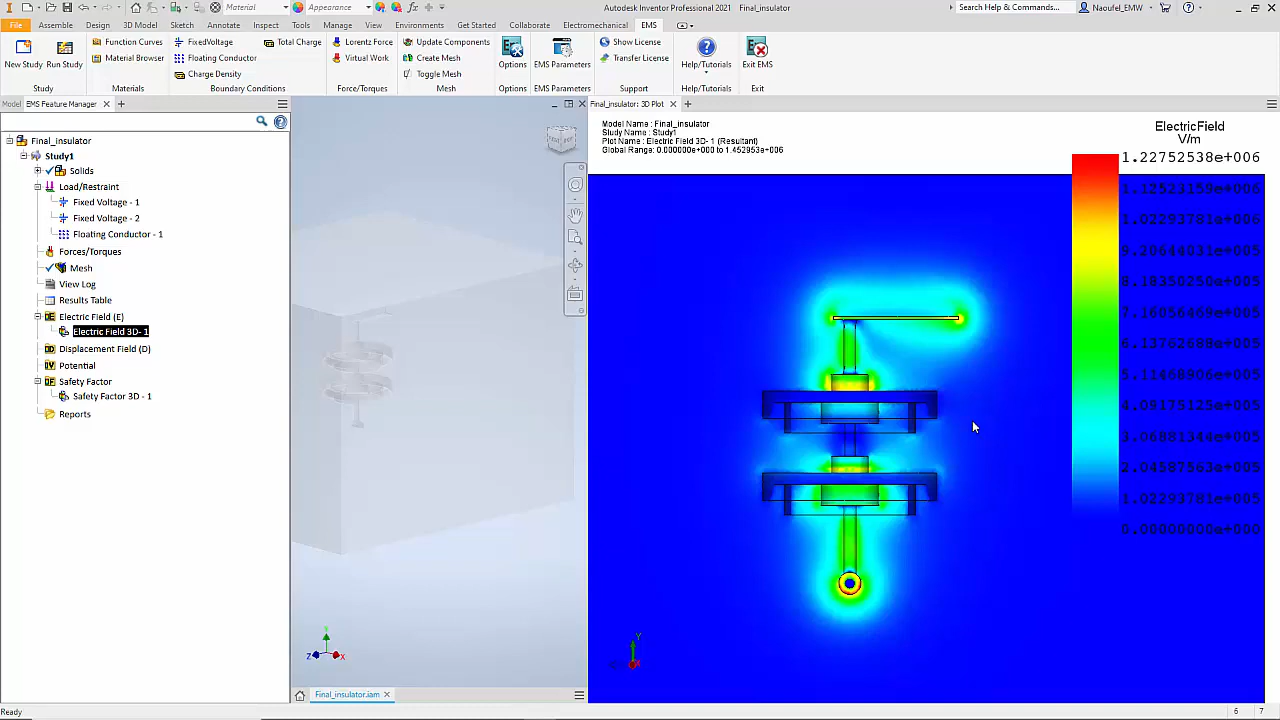 Material
Appearance
Autodesk Inventor Professional 2021 Final_insulator
Search Help & Commands...
Naoufel_EMW
File Assemble Design 3D Model Sketch Annotate Inspect Tools Manage View Environments Get Started Collaborate Electromechanical EMS
New Study
Run Study
Study
Function Curves
Material Browser
Materials
FixedVoltage
Total Charge
Floating Conductor
Charge Density
Boundary Conditions
Lorentz Force
Virtual Work
Force/Torques
Update Components
Create Mesh
Toggle Mesh
Mesh
Options
Options
EMS Parameters
EMS Parameters
Show License
Transfer License
Support
Help/Tutorials
Help/Tutorials
Exit EMS
Exit
Model EMS Feature Manager
Final_insulator: 3D Plot
Final_insulator
Study1
Solids
Load/Restraint
Fixed Voltage - 1
Fixed Voltage - 2
Floating Conductor - 1
Forces/Torques
Mesh
View Log
Results Table
Electric Field (E)
Electric Field 3D- 1
Displacement Field (D)
Potential
Safety Factor
Safety Factor 3D - 1
Reports
Model Name : Final_insulator
Study Name : Study1
Plot Name : Electric Field 3D- 1 (Resultant)
Global Range: 0.000000e+000 to 1.452953e+006
ElectricField
V/m
1.22752538e+006
1.12523159e+006
1.02293781e+006
9.20644031e+005
8.18350250e+005
7.16056469e+005
6.13762688e+005
5.11468906e+005
4.09175125e+005
3.06881344e+005
2.04587563e+005
1.02293781e+005
0.00000000e+000
Y
Z X
Y
X
Final_insulator.iam
Ready
6 7